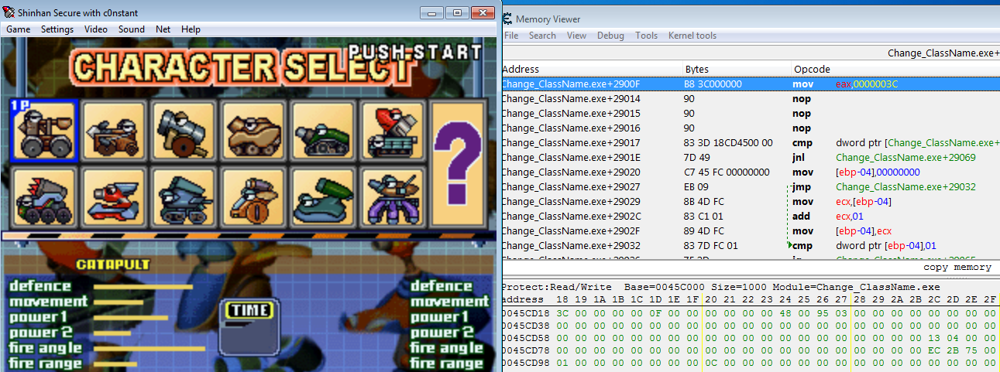 Shinhan Secure with c0nstant
Game Settings Video Sound Net Help
PUSH START
CHARACTER SELECT
1P
?
CATAPULT
defence
movement
power1
power2
fire angle
fire range
TIME
defence
movement
power1
power2
fire angle
fire range
Memory Viewer
File Search View Debug Tools Kernel tools
Change_ClassName.exe+
Address Bytes Opcode
Change_ClassName.exe+2900F B8 3C000000 mov eax,0000003C
Change_ClassName.exe+29014 90 nop
Change_ClassName.exe+29015 90 nop
Change_ClassName.exe+29016 90 nop
Change_ClassName.exe+29017 83 3D 18CD4500 00 cmp dword ptr [Change_ClassName.exe+
Change_ClassName.exe+2901E 7D 49 jnl Change_ClassName.exe+29069
Change_ClassName.exe+29020 C7 45 FC 00000000 mov [ebp-04],00000000
Change_ClassName.exe+29027 EB 09 jmp Change_ClassName.exe+29032
Change_ClassName.exe+29029 8B 4D FC mov ecx,[ebp-04]
Change_ClassName.exe+2902C 83 C1 01 add ecx,01
Change_ClassName.exe+2902F 89 4D FC mov [ebp-04],ecx
Change_ClassName.exe+29032 83 7D FC 01 cmp dword ptr [ebp-04],01
copy memory
Protect:Read/Write Base=0045C000 Size=1000 Module=Change_ClassName.exe
address 18 19 1A 1B 1C 1D 1E 1F 20 21 22 23 24 25 26 27 28 29 2A 2B 2C 2D 2E 2F
0045CD18 3C 00 00 00 00 0F 00 00 00 00 00 00 48 00 95 03 00 00 00 00 00 00 00 00
0045CD38 00 00 00 00 00 00 00 00 00 00 00 00 00 00 00 00 00 00 00 00 00 00 00 00
0045CD58 00 00 00 00 00 00 00 00 00 00 00 00 00 00 00 00 00 00 00 00 13 04 00 00
0045CD78 00 00 00 00 00 00 00 00 00 00 00 00 00 00 00 00 00 00 00 00 EC 2B 75 00
0045CD98 01 00 00 00 00 00 00 00 0C 00 00 00 00 00 00 00 00 00 00 00 00 00 00 00